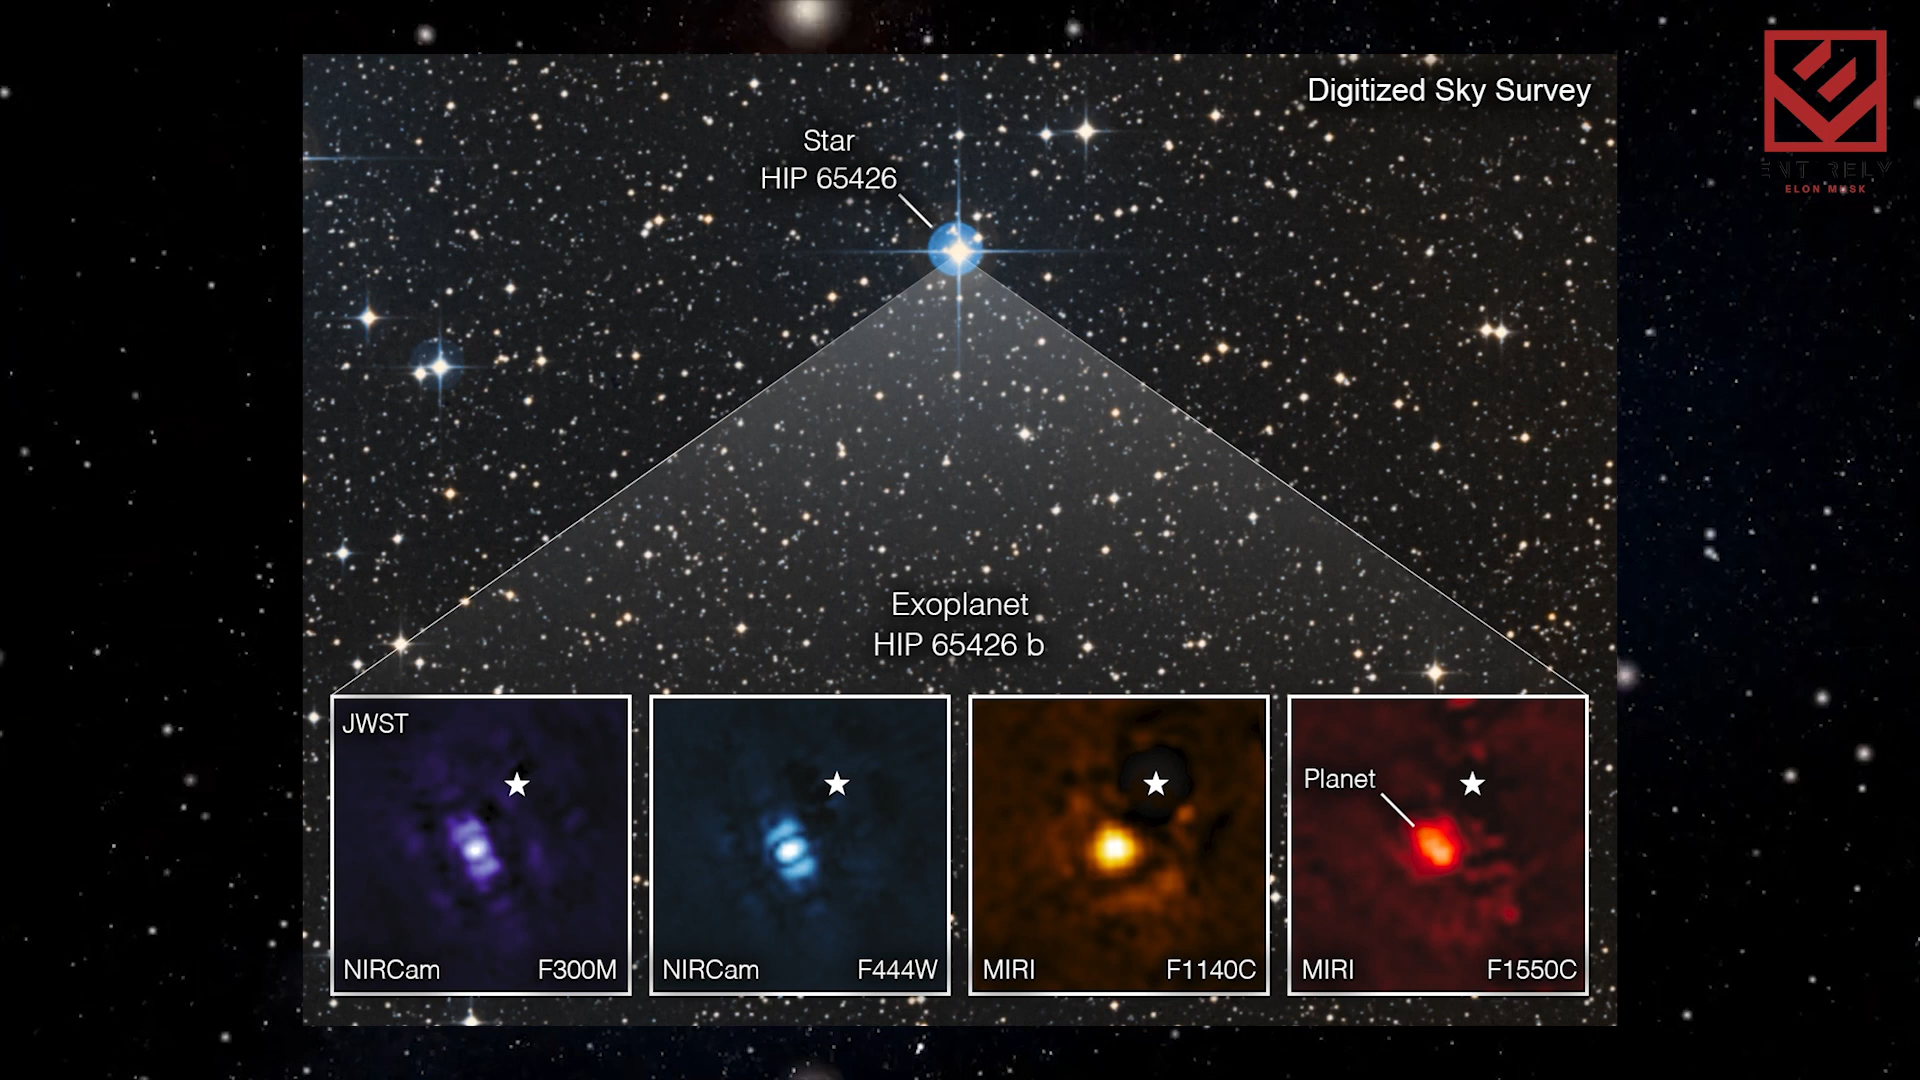 Digitized Sky Survey
Star
HIP 65426
Exoplanet
HIP 65426 b
JWST
NIRCam F300M
NIRCam F444W
MIRI F1140C
Planet
MIRI F1550C
ENTIRELY
ELON MUSK